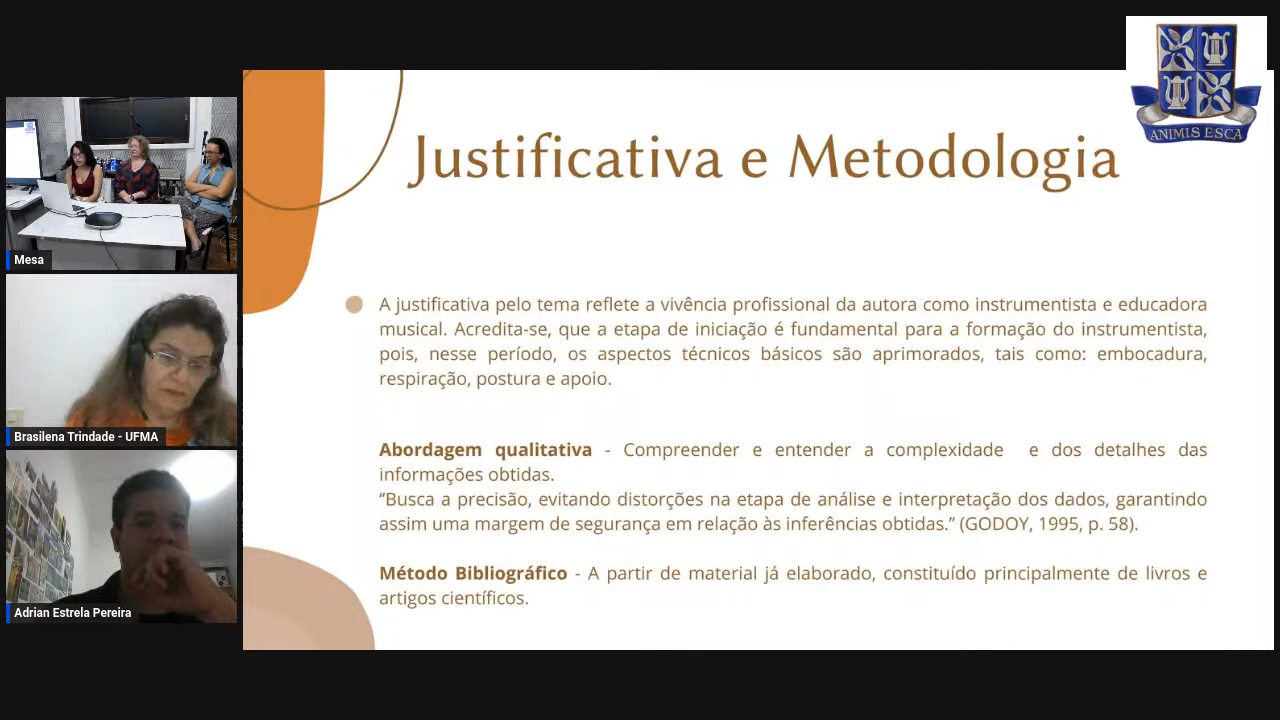 ANIMIS ESCA
Justificativa e Metodologia
Mesa
A justificativa pelo tema reflete a vivência profissional da autora como instrumentista e educadora
musical. Acredita-se, que a etapa de iniciação é fundamental para a formação do instrumentista,
pois, nesse período, os aspectos técnicos básicos são aprimorados, tais como: embocadura,
respiração, postura e apoio.
Brasilena Trindade - UFMA
Abordagem qualitativa - Compreender e entender a complexidade e dos detalhes das
informações obtidas.
“Busca a precisão, evitando distorções na etapa de análise e interpretação dos dados, garantindo
assim uma margem de segurança em relação às inferências obtidas.” (GODOY, 1995, p. 58).
Método Bibliográfico - A partir de material já elaborado, constituído principalmente de livros e
artigos científicos.
Adrian Estrela Pereira